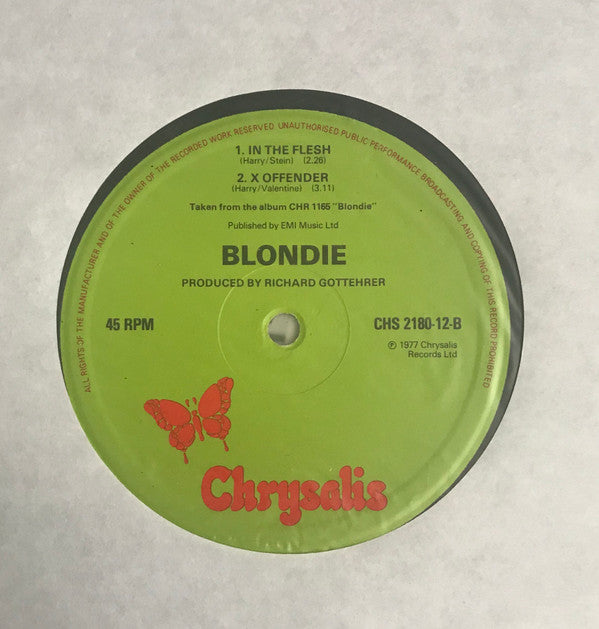 ALL RIGHTS OF THE MANUFACTURER AND OF THE OWNER OF THE RECORDED WORK RESERVED UNAUTHORISED PUBLIC PERFORMANCE BROADCASTING AND COPYING OF THIS RECORD PROHIBITED
1. IN THE FLESH
(Harry/Stein) (2.26)
2. X OFFENDER
(Harry/Valentine) (3.11)
Taken from the album CHR 1165 "Blondie"
Published by EMI Music Ltd
BLONDIE
PRODUCED BY RICHARD GOTTEHRER
45 RPM
CHS 2180-12-B
℗ 1977 Chrysalis
Records Ltd
Chrysalis